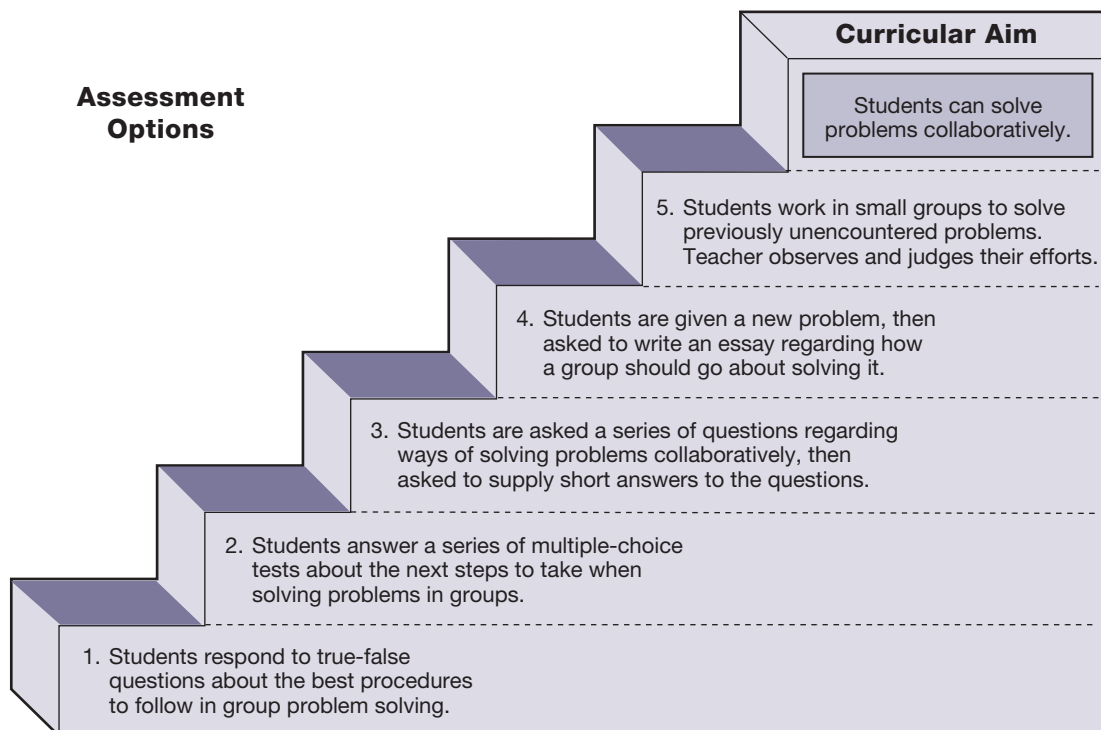 Assessment
Options
Curricular Aim
Students can solve
problems collaboratively.
5. Students work in small groups to solve
previously unencountered problems.
Teacher observes and judges their efforts.
4. Students are given a new problem, then
asked to write an essay regarding how
a group should go about solving it.
3. Students are asked a series of questions regarding
ways of solving problems collaboratively, then
asked to supply short answers to the questions.
2. Students answer a series of multiple-choice
tests about the next steps to take when
solving problems in groups.
1. Students respond to true-false
questions about the best procedures
to follow in group problem solving.